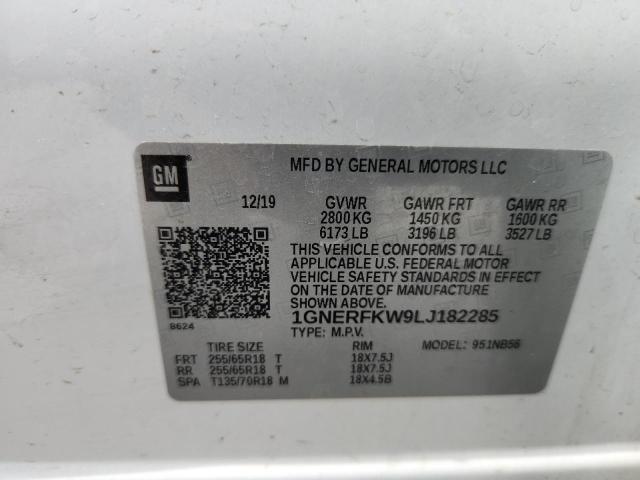 GM
MFD BY GENERAL MOTORS LLC
12/19 GVWR GAWR FRT GAWR RR
2800 KG 1450 KG 1600 KG
6173 LB 3196 LB 3527 LB
THIS VEHICLE CONFORMS TO ALL
APPLICABLE U.S. FEDERAL MOTOR
VEHICLE SAFETY STANDARDS IN EFFECT
ON THE DATE OF MANUFACTURE
SHOWN ABOVE.
1GNERFKW9LJ182285
8624
TYPE: M.P.V. MODEL: 951NB56
TIRE SIZE RIM
FRT 255/65R18 T 18X7.5J
RR 255/65R18 T 18X7.5J
SPA T135/70R18 M 18X4.5B